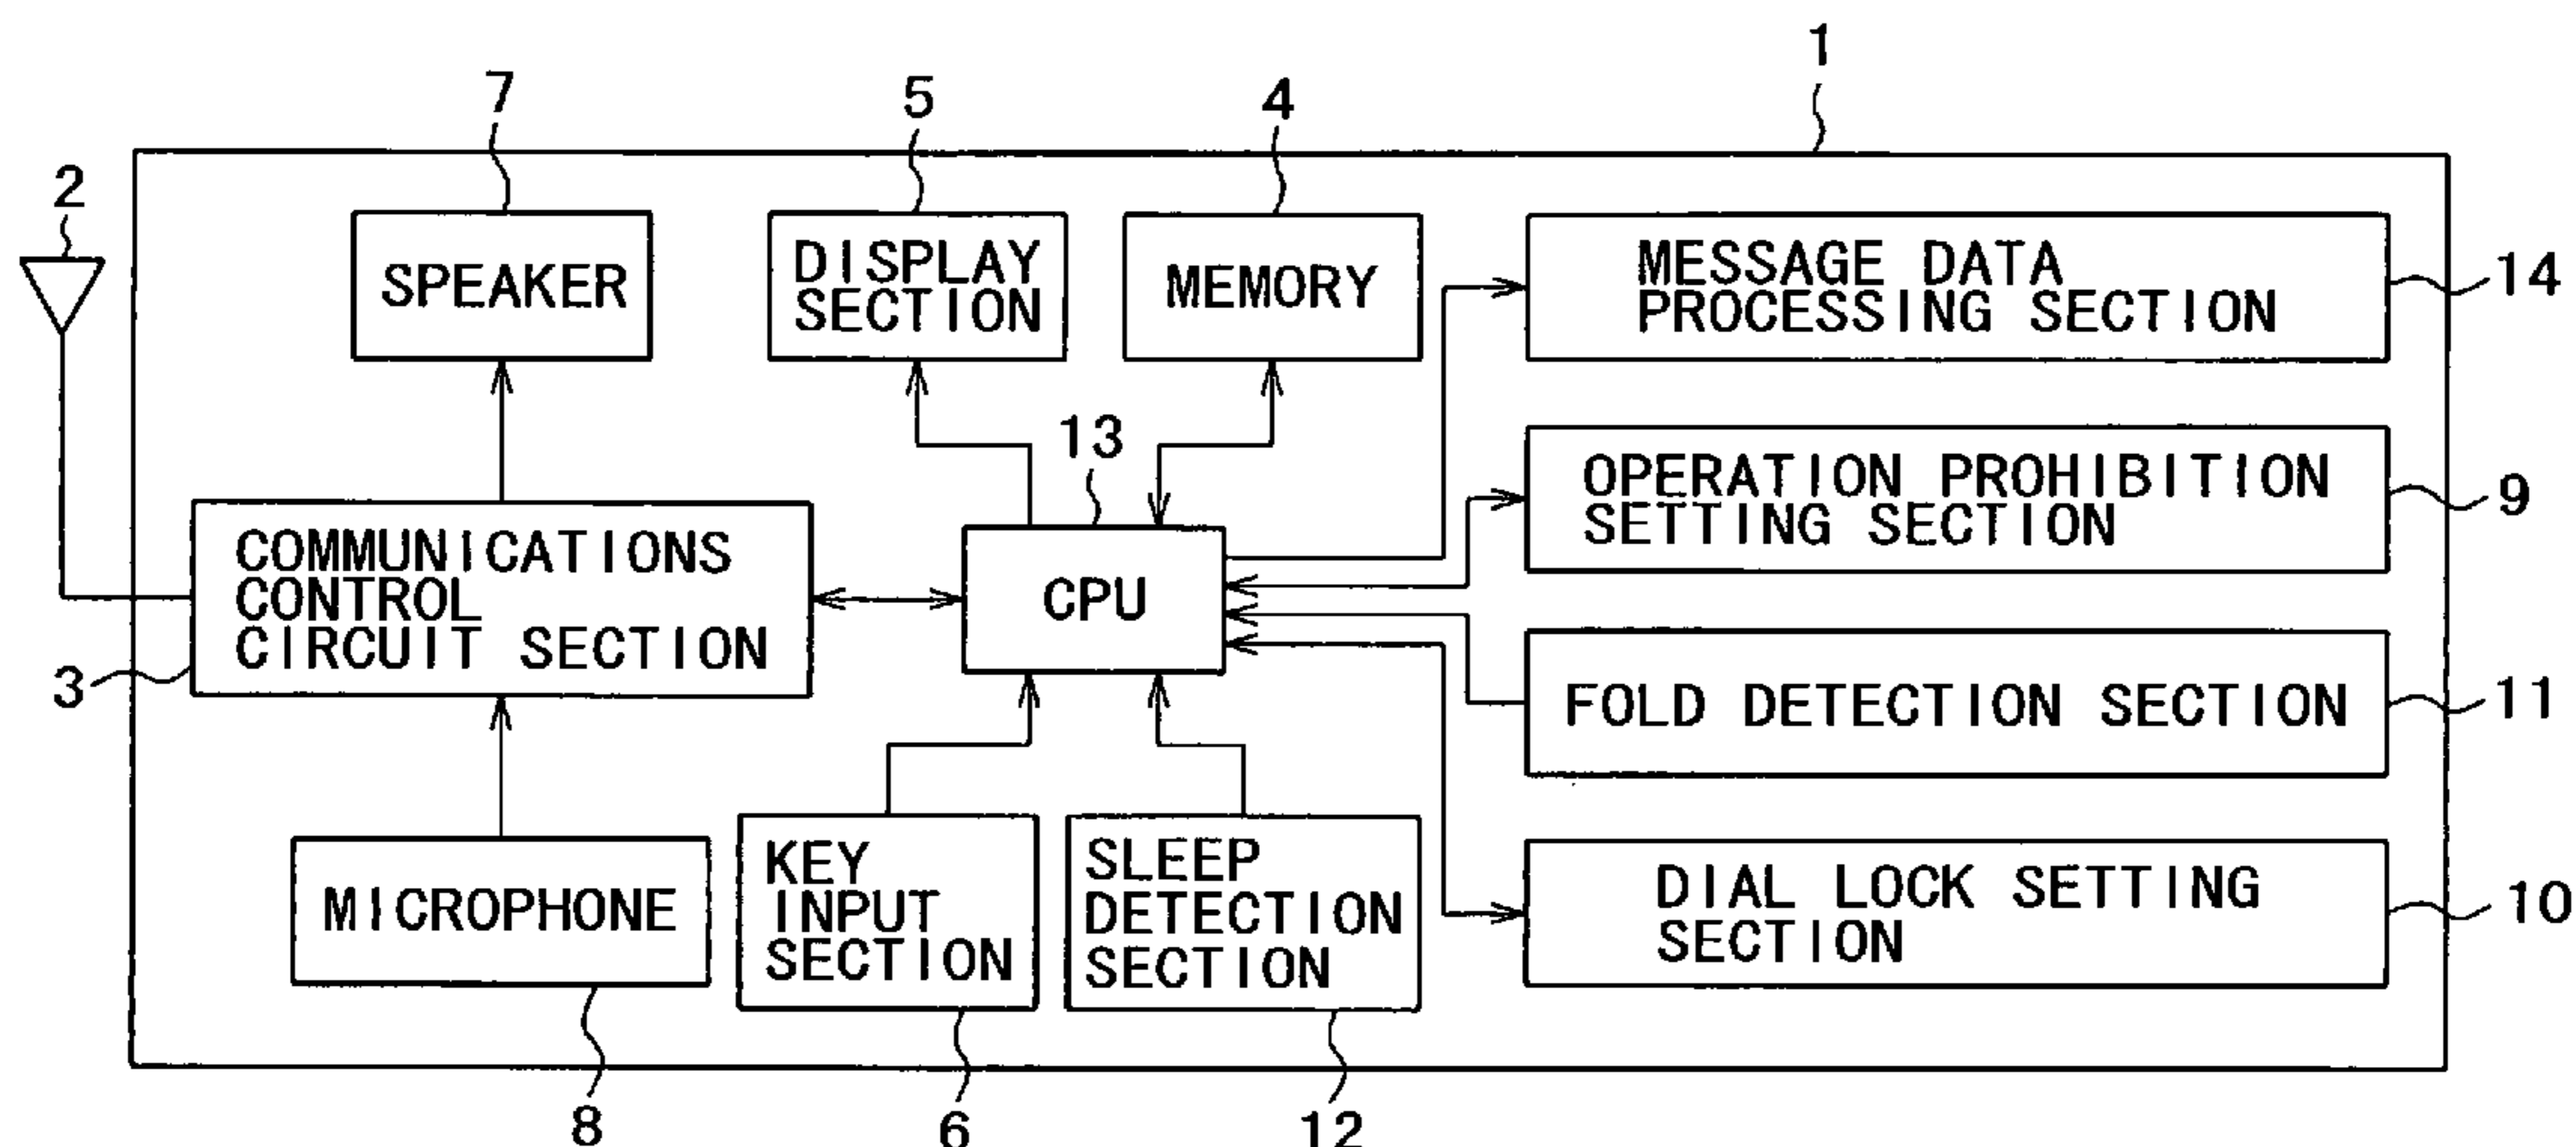 1
7
5
4
2
SPEAKER
DISPLAY
SECTION
MEMORY
MESSAGE DATA
PROCESSING SECTION
14
13
OPERATION PROHIBITION
SETTING SECTION
9
COMMUNICATIONS
CONTROL
CIRCUIT SECTION
3
CPU
FOLD DETECTION SECTION
11
MICROPHONE
KEY
INPUT
SECTION
SLEEP
DETECTION
SECTION
DIAL LOCK SETTING
SECTION
10
8
6
12